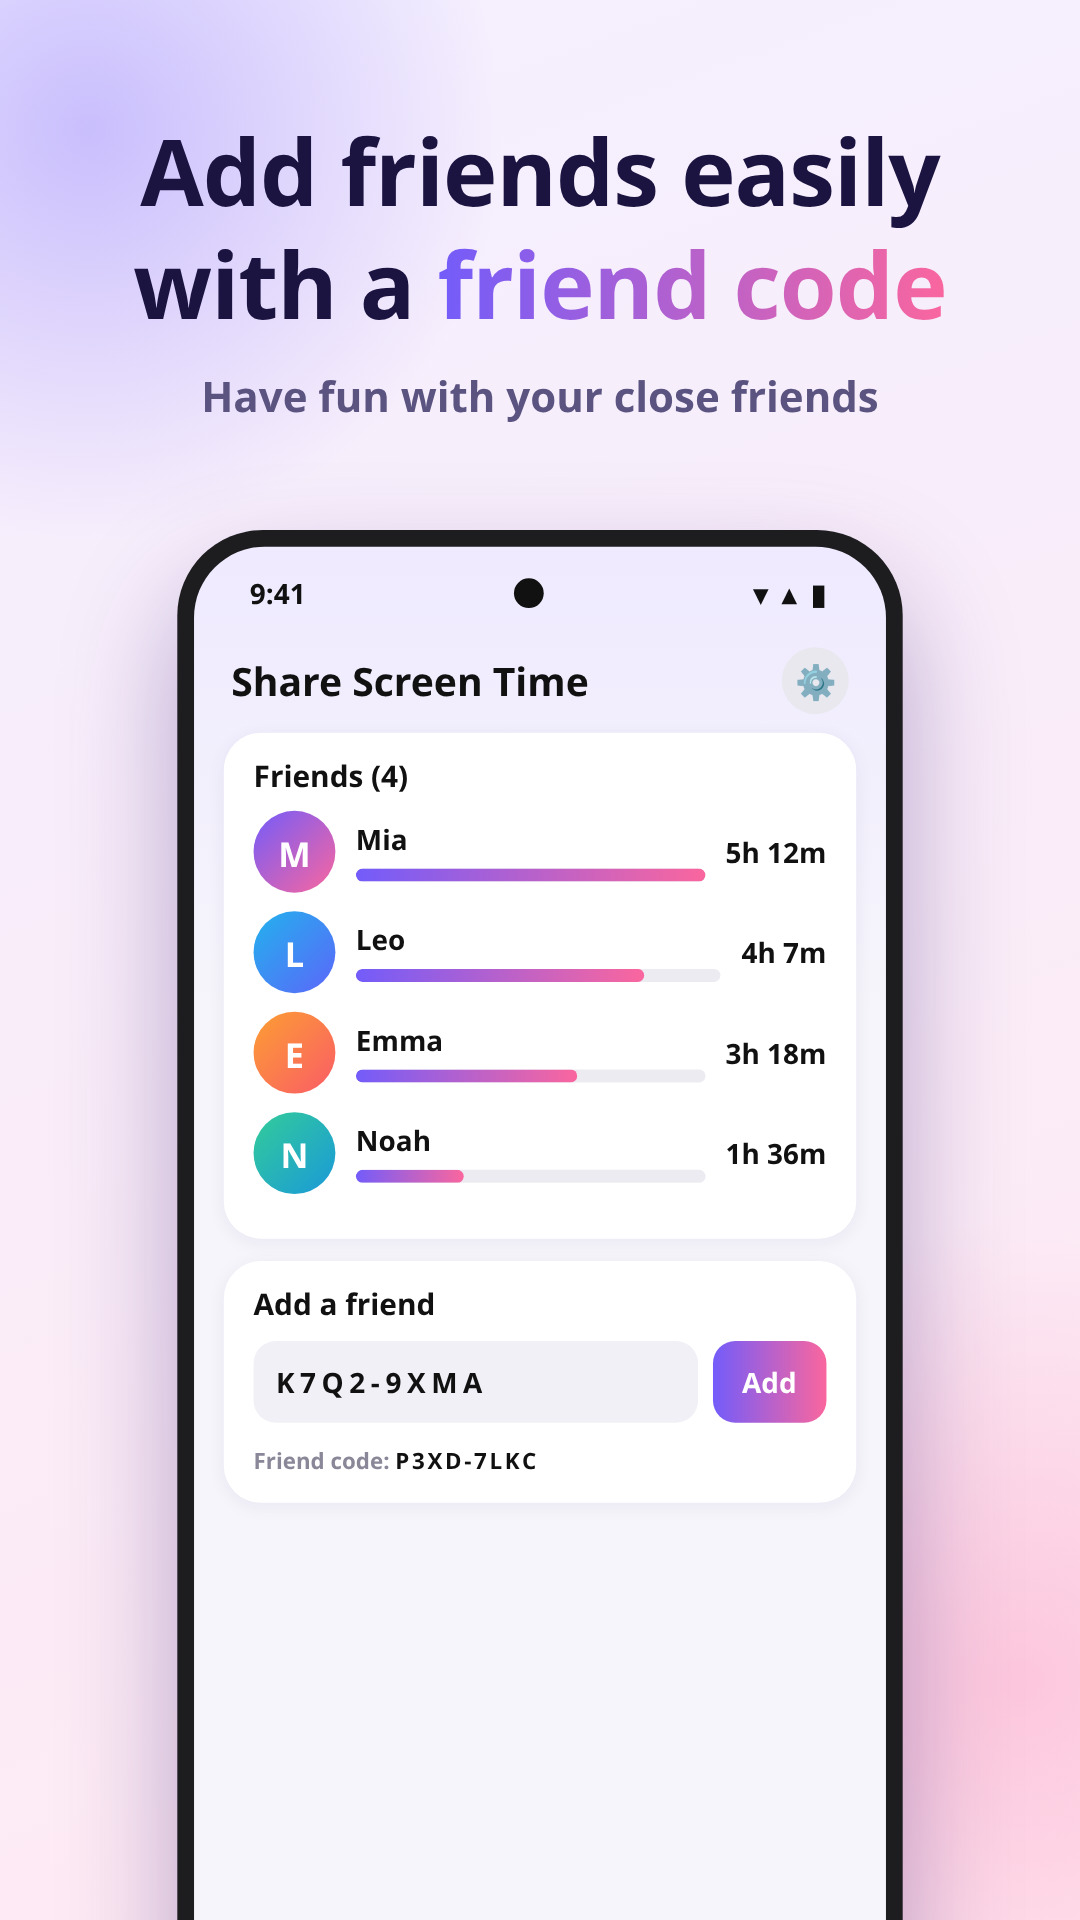 Add friends easily
with a friend code
Have fun with your close friends
9:41
Share Screen Time
Friends (4)
M
Mia
5h 12m
L
Leo
4h 7m
E
Emma
3h 18m
N
Noah
1h 36m
Add a friend
K7Q2-9XMA
Add
Friend code: P3XD-7LKC